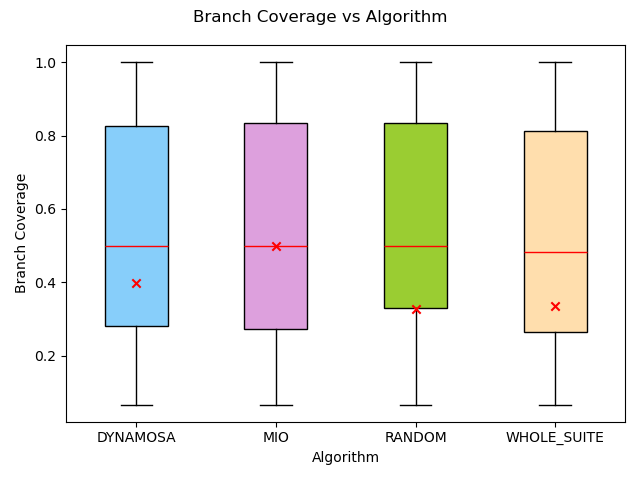 Branch Coverage vs Algorithm
Branch Coverage
1.0
0.8
0.6
0.4
0.2
DYNAMOSA
MIO
RANDOM
WHOLE_SUITE
Algorithm